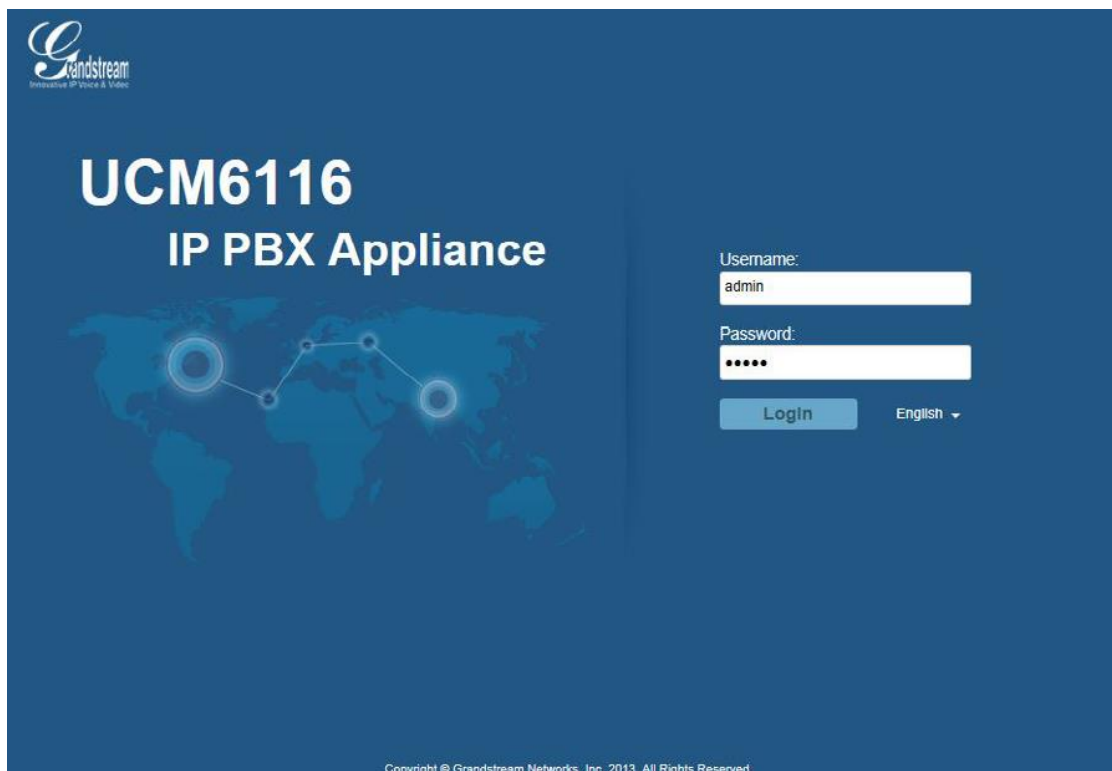 Grandstream
Innovative IP Voice & Video
UCM6116
IP PBX Appliance
Username:
admin
Password:
•••••
Login
English
Copyright © Grandstream Networks, Inc. 2013. All Rights Reserved.